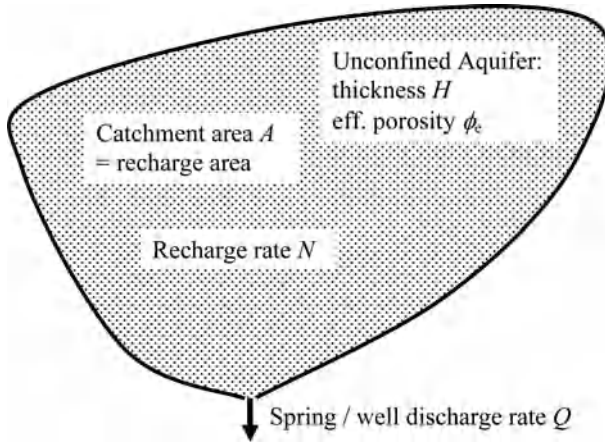 Unconfined Aquifer:
thickness H
eff. porosity ϕe
Catchment area A
= recharge area
Recharge rate N
Spring / well discharge rate Q